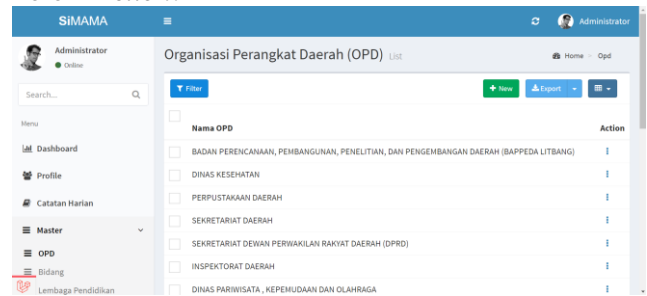 SiMAMA
Administrator
Administrator
Online
Organisasi Perangkat Daerah (OPD) List
Home > Opd
Search...
Filter
New
Export
Menu
Nama OPD
Action
Dashboard
BADAN PERENCANAAN, PEMBANGUNAN, PENELITIAN, DAN PENGEMBANGAN DAERAH (BAPPEDA LITBANG)
Profile
DINAS KESEHATAN
Catatan Harian
PERPUSTAKAAN DAERAH
Master
SEKRETARIAT DAERAH
OPD
SEKRETARIAT DEWAN PERWAKILAN RAKYAT DAERAH (DPRD)
Bidang
INSPEKTORAT DAERAH
Lembaga Pendidikan
DINAS PARIWISATA , KEPEMUDAAN DAN OLAHRAGA